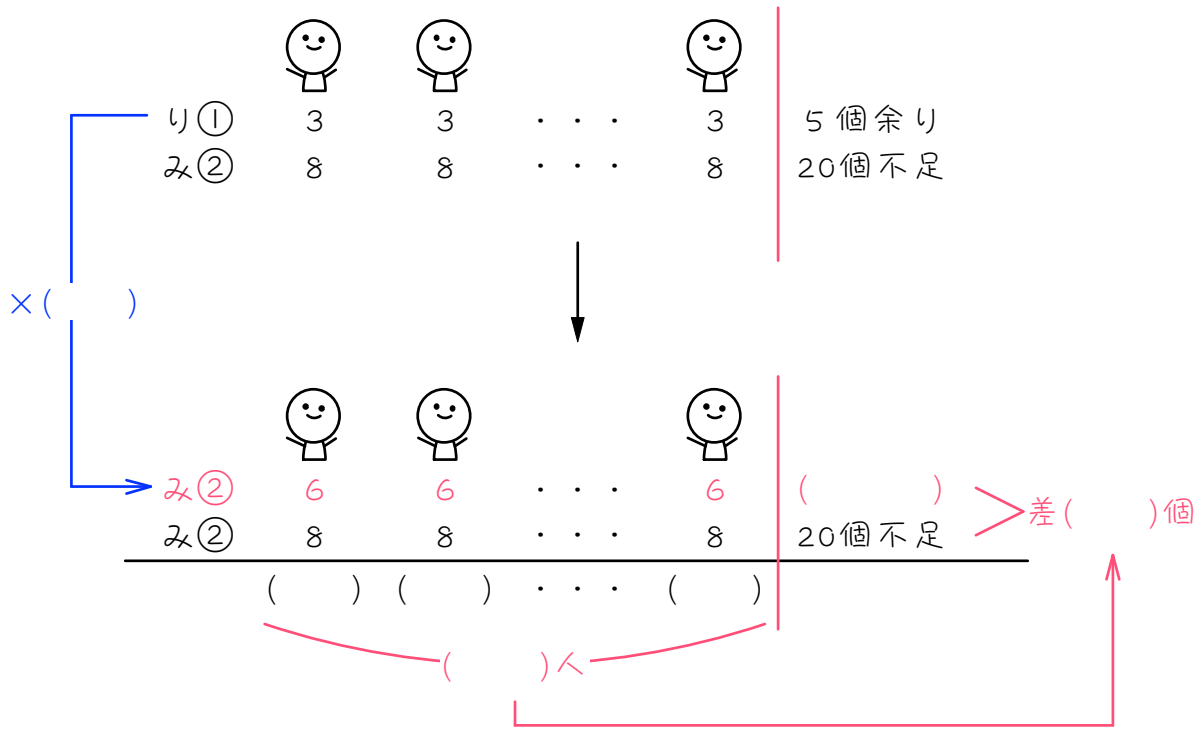 り① 3 3 ・・・ 3 5個余り
み② 8 8 ・・・ 8 20個不足
×( )
み② 6 6 ・・・ 6 ( )
差( )個
み② 8 8 ・・・ 8 20個不足
( ) ( ) ・・・ ( )
( )人